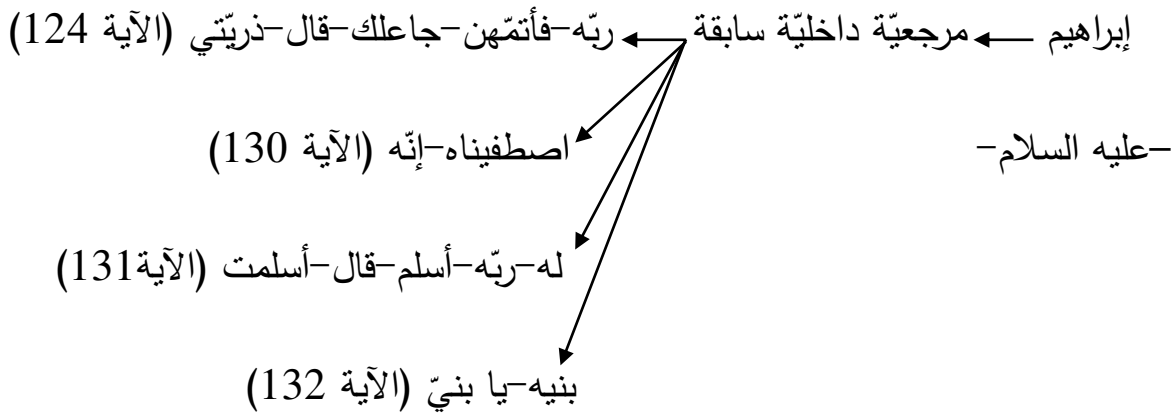 إبراهيم مرجعيّة داخليّة سابقة ربّه-فأتمّهن-جاعلك-قال-ذريّتي (الآية 124)
-عليه السلام- اصطفيناه-إنّه (الآية 130)
له-ربّه-أسلم-قال-أسلمت (الآية131)
بنيه-يا بنيّ (الآية 132)